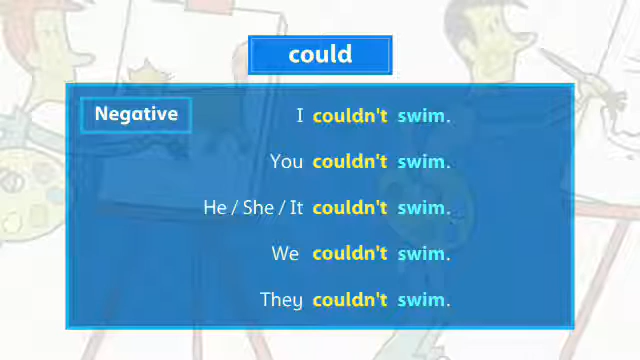 could
Negative
I couldn't swim.
You couldn't swim.
He / She / It couldn't swim.
We couldn't swim.
They couldn't swim.